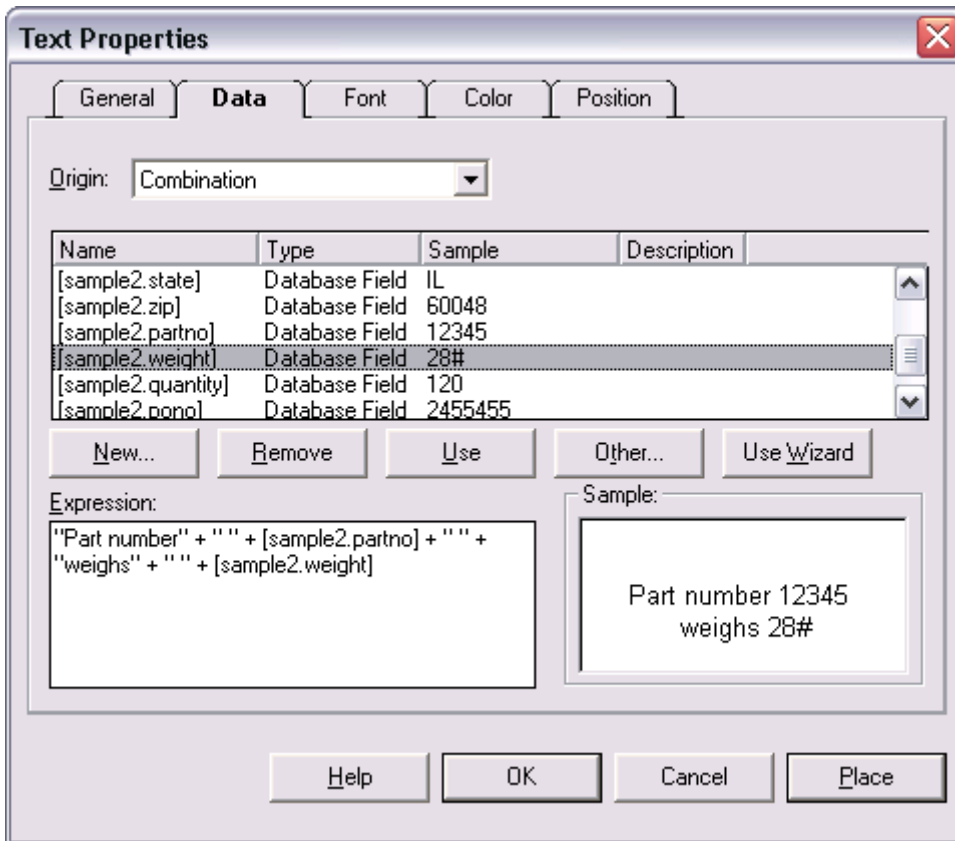 Text Properties
General Data Font Color Position
Origin: Combination
Name Type Sample Description
[sample2.state] Database Field IL
[sample2.zip] Database Field 60048
[sample2.partno] Database Field 12345
[sample2.weight] Database Field 28#
[sample2.quantity] Database Field 120
[sample2.pono] Database Field 2455455
New... Remove Use Other... Use Wizard
Expression:
"Part number" + " " + [sample2.partno] + " " +
"weighs" + " " + [sample2.weight]
Sample:
Part number 12345
weighs 28#
Help OK Cancel Place